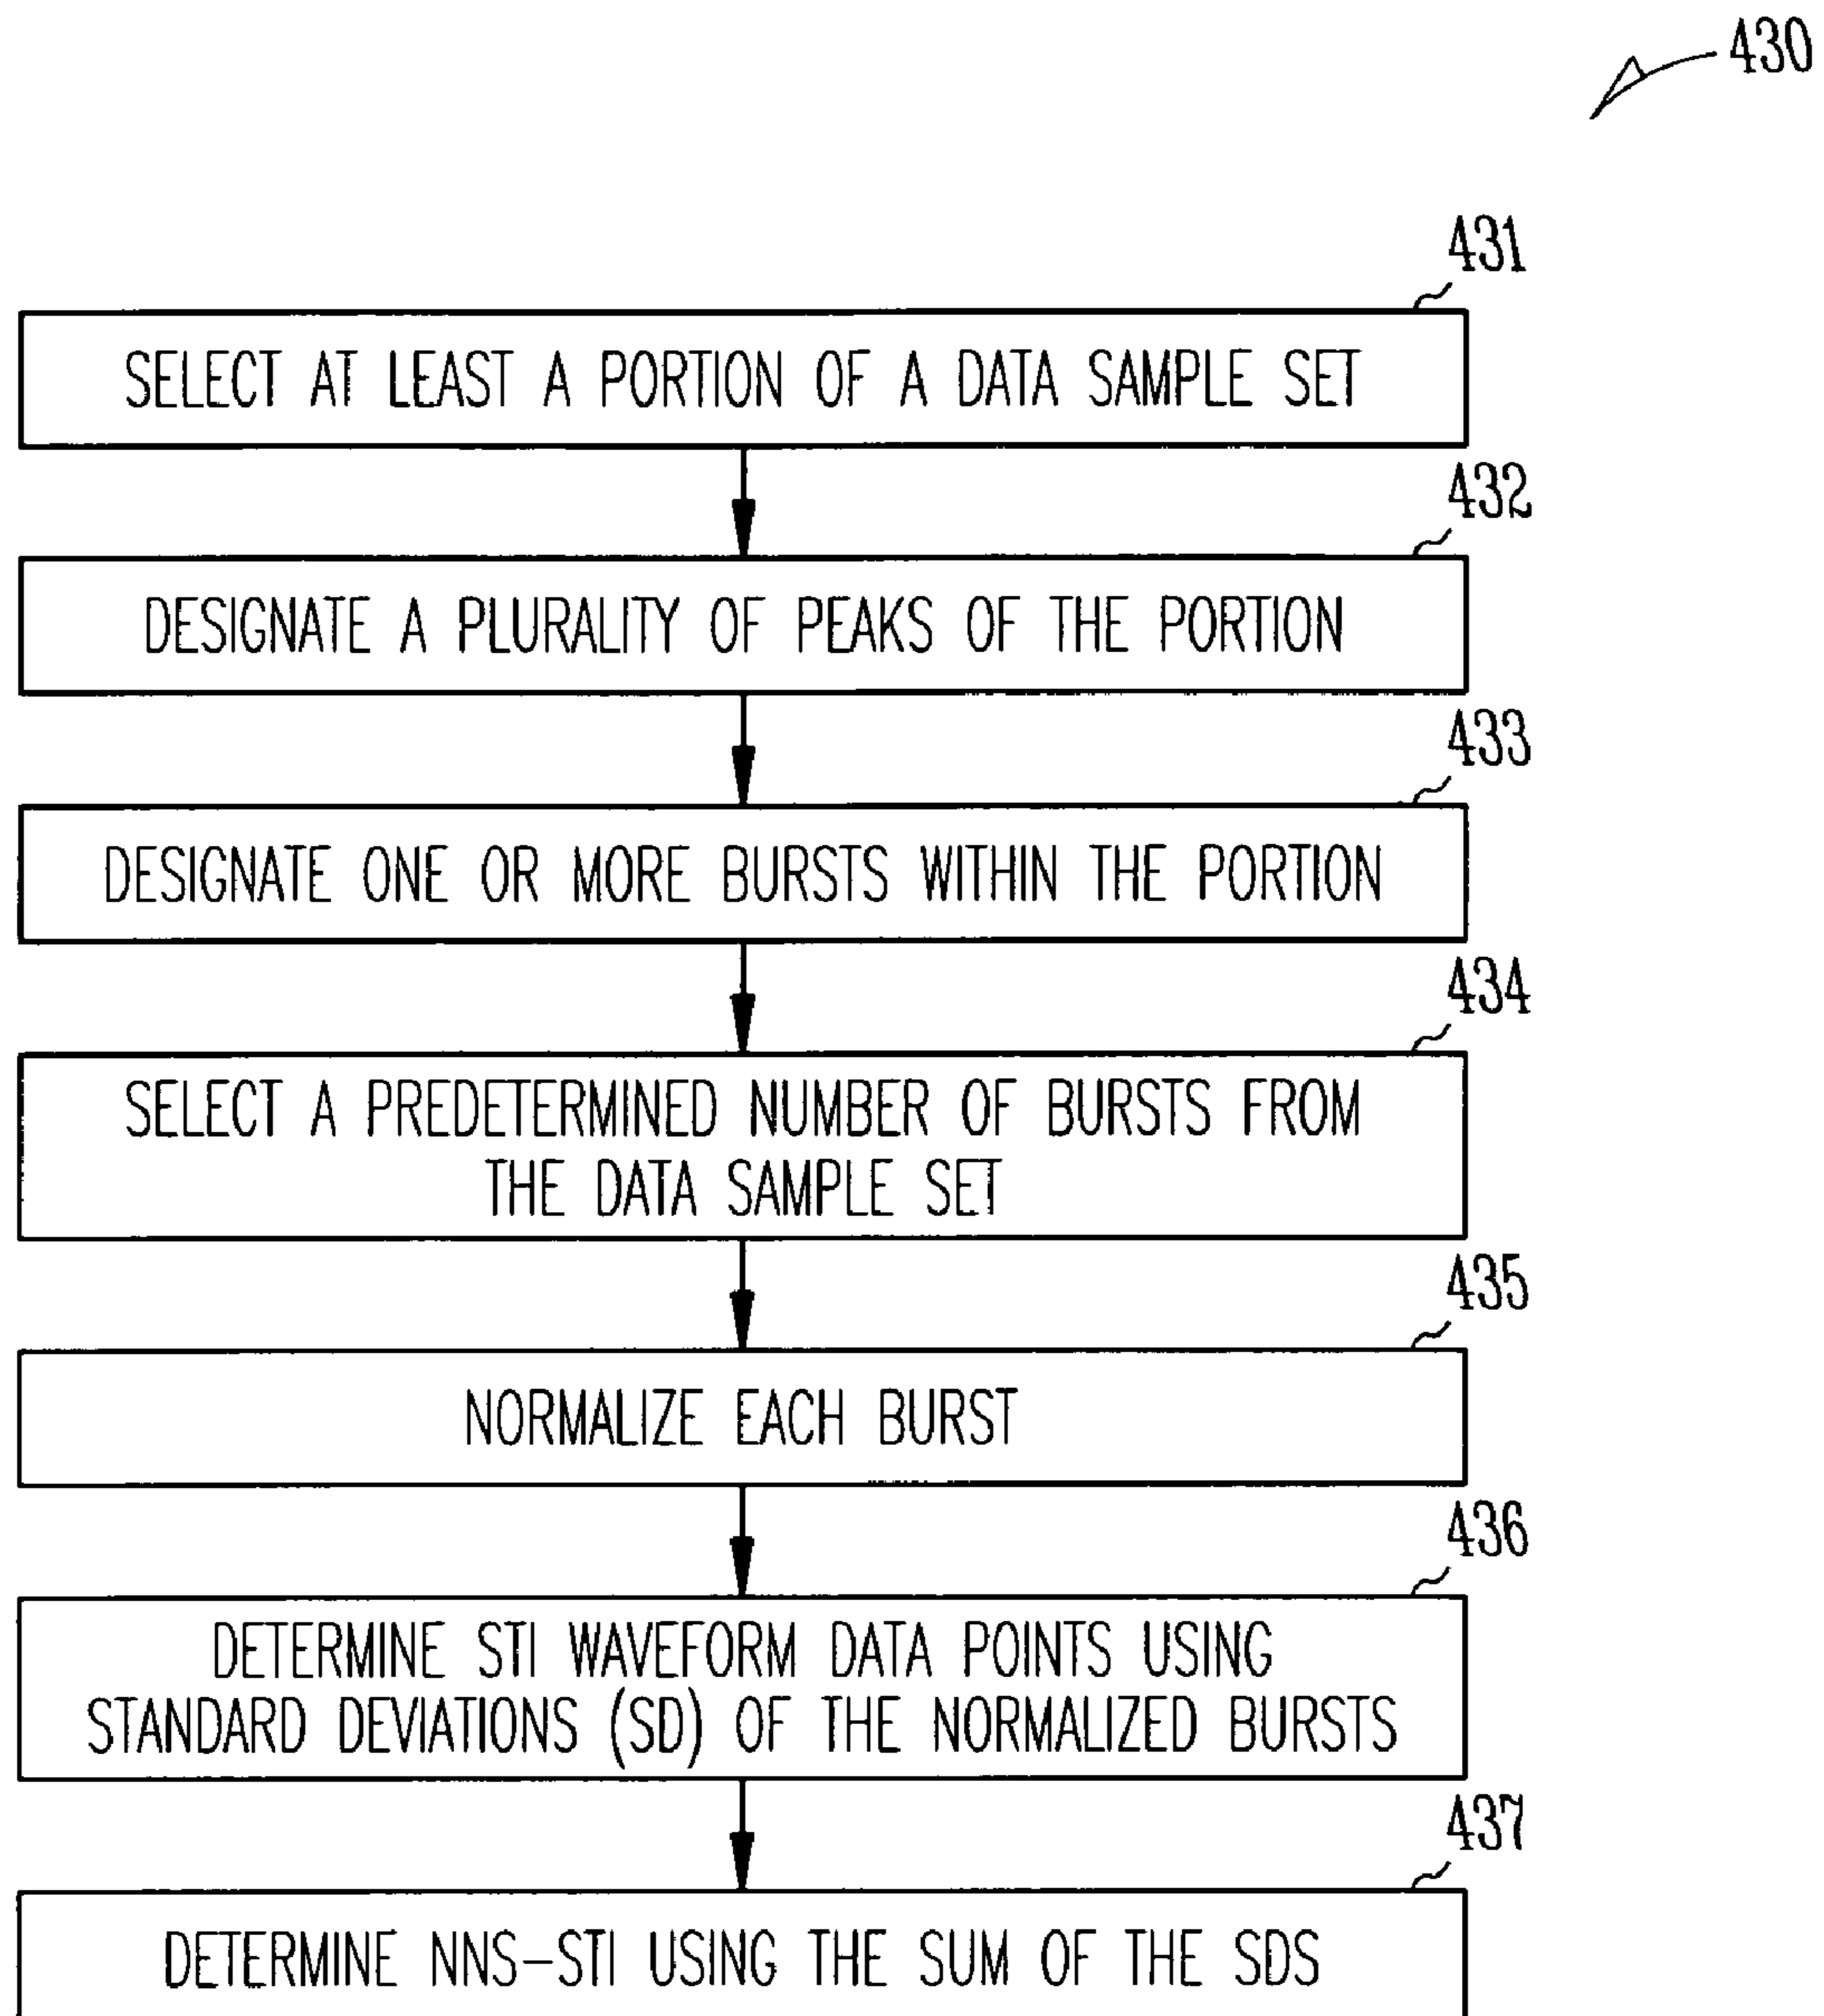 430
431
SELECT AT LEAST A PORTION OF A DATA SAMPLE SET
432
DESIGNATE A PLURALITY OF PEAKS OF THE PORTION
433
DESIGNATE ONE OR MORE BURSTS WITHIN THE PORTION
434
SELECT A PREDETERMINED NUMBER OF BURSTS FROM
THE DATA SAMPLE SET
435
NORMALIZE EACH BURST
436
DETERMINE STI WAVEFORM DATA POINTS USING
STANDARD DEVIATIONS (SD) OF THE NORMALIZED BURSTS
437
DETERMINE NNS-STI USING THE SUM OF THE SDS